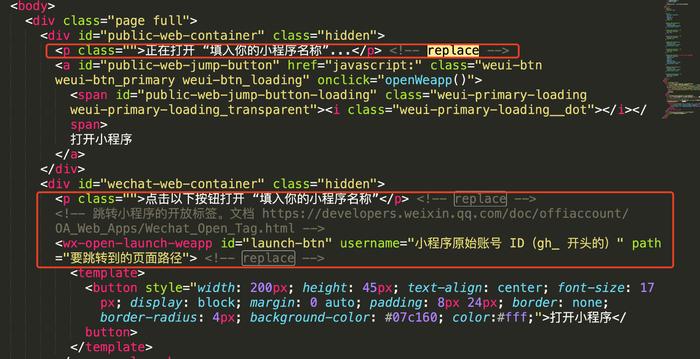 <body>
<div class="page full">
<div id="public-web-container" class="hidden">
<p class="">正在打开 “填入你的小程序名称”...</p> <!-- replace -->
<a id="public-web-jump-button" href="javascript:" class="weui-btn
weui-btn_primary weui-btn_loading" onclick="openWeapp()">
<span id="public-web-jump-button-loading" class="weui-primary-loading
weui-primary-loading_transparent"><i class="weui-primary-loading__dot"></i></
span>
打开小程序
</a>
</div>
<div id="wechat-web-container" class="hidden">
<p class="">点击以下按钮打开 “填入你的小程序名称”</p> <!-- replace -->
<!-- 跳转小程序的开放标签。文档 https://developers.weixin.qq.com/doc/offiaccount/
OA_Web_Apps/Wechat_Open_Tag.html -->
<wx-open-launch-weapp id="launch-btn" username="小程序原始账号 ID（gh_ 开头的）" path
="要跳转到的页面路径"> <!-- replace -->
<template>
<button style="width: 200px; height: 45px; text-align: center; font-size: 17
px; display: block; margin: 0 auto; padding: 8px 24px; border: none;
border-radius: 4px; background-color: #07c160; color:#fff;">打开小程序</
button>
</template>